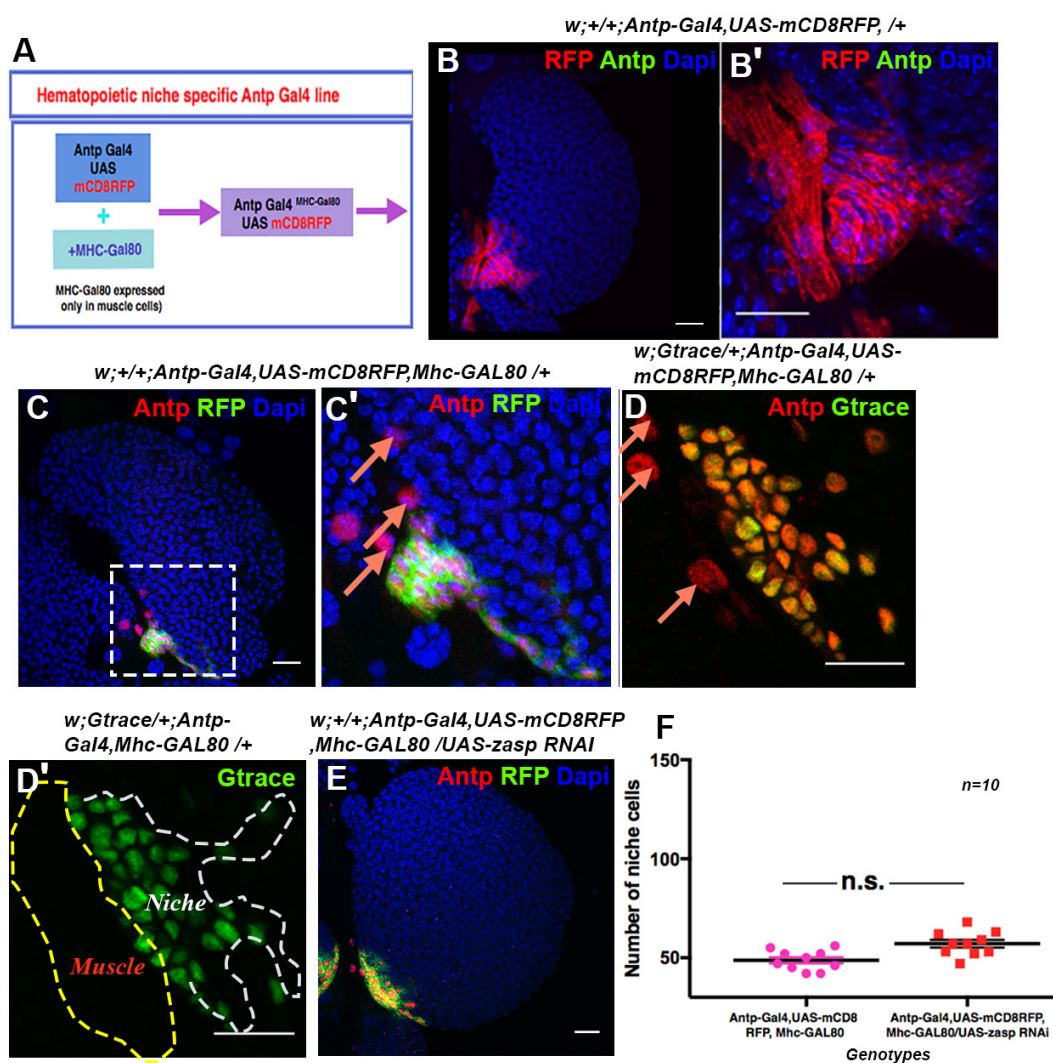 A
Hematopoietic niche specific Antp Gal4 line
Antp Gal4
UAS
mCD8RFP
+
+MHC-Gal80
MHC-Gal80 expressed
only in muscle cells)
Antp Gal4 MHC-Gal80
UAS mCD8RFP
w;+/+;Antp-Gal4,UAS-mCD8RFP, /+
B
RFP Antp Dapi
B'
RFP Antp Dapi
w;+/+;Antp-Gal4,UAS-mCD8RFP,Mhc-GAL80 /+
C
Antp RFP Dapi
C'
Antp RFP Dapi
w;Gtrace/+;Antp-Gal4,UAS-
mCD8RFP,Mhc-GAL80 /+
D
Antp Gtrace
w;Gtrace/+;Antp-
Gal4,Mhc-GAL80 /+
D'
Gtrace
Niche
Muscle
w;+/+;Antp-Gal4,UAS-mCD8RFP
,Mhc-GAL80 /UAS-zasp RNAI
E
Antp RFP Dapi
F
150
100
50
Number of niche cells
n=10
n.s.
Antp-Gal4,UAS-mCD8
RFP, Mhc-GAL80
Antp-Gal4,UAS-mCD8RFP,
Mhc-GAL80/UAS-zasp RNAi
Genotypes